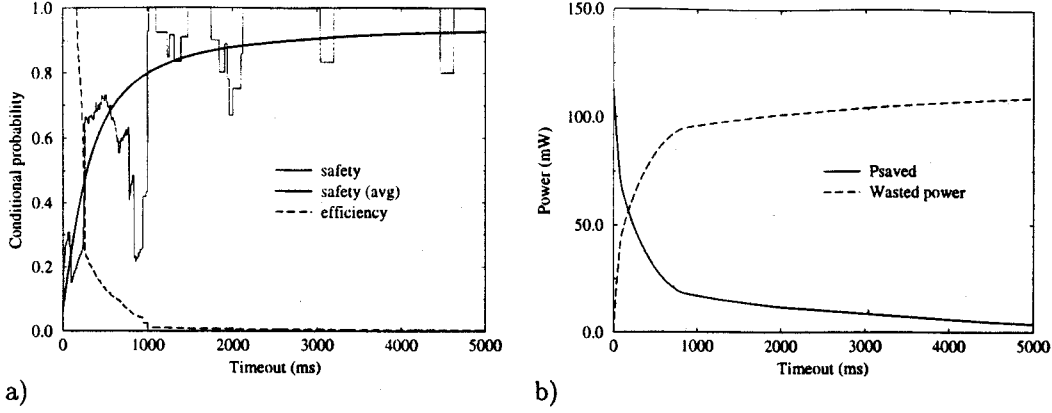 1.0
0.8
0.6
0.4
0.2
0.0
Conditional probability
safety
safety (avg)
efficiency
0
1000
2000
3000
4000
5000
Timeout (ms)
a)
150.0
100.0
50.0
0.0
Power (mW)
Psaved
Wasted power
0
1000
2000
3000
4000
5000
Timeout (ms)
b)